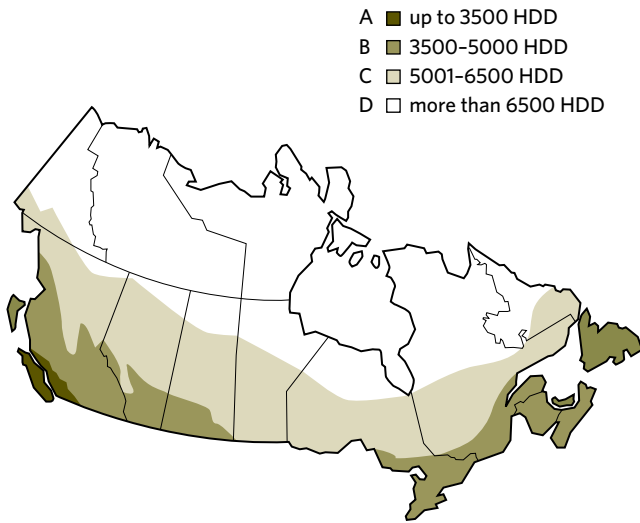 A up to 3500 HDD
B 3500–5000 HDD
C 5001–6500 HDD
D more than 6500 HDD